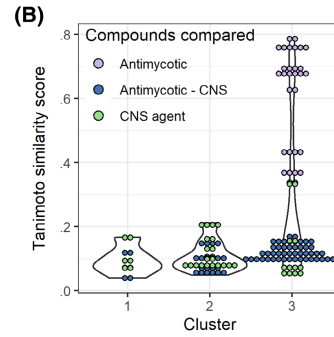 (B)
Compounds compared
Antimycotic
Antimycotic - CNS
CNS agent
Tanimoto similarity score
.8
.6
.4
.2
.0
1 2 3
Cluster